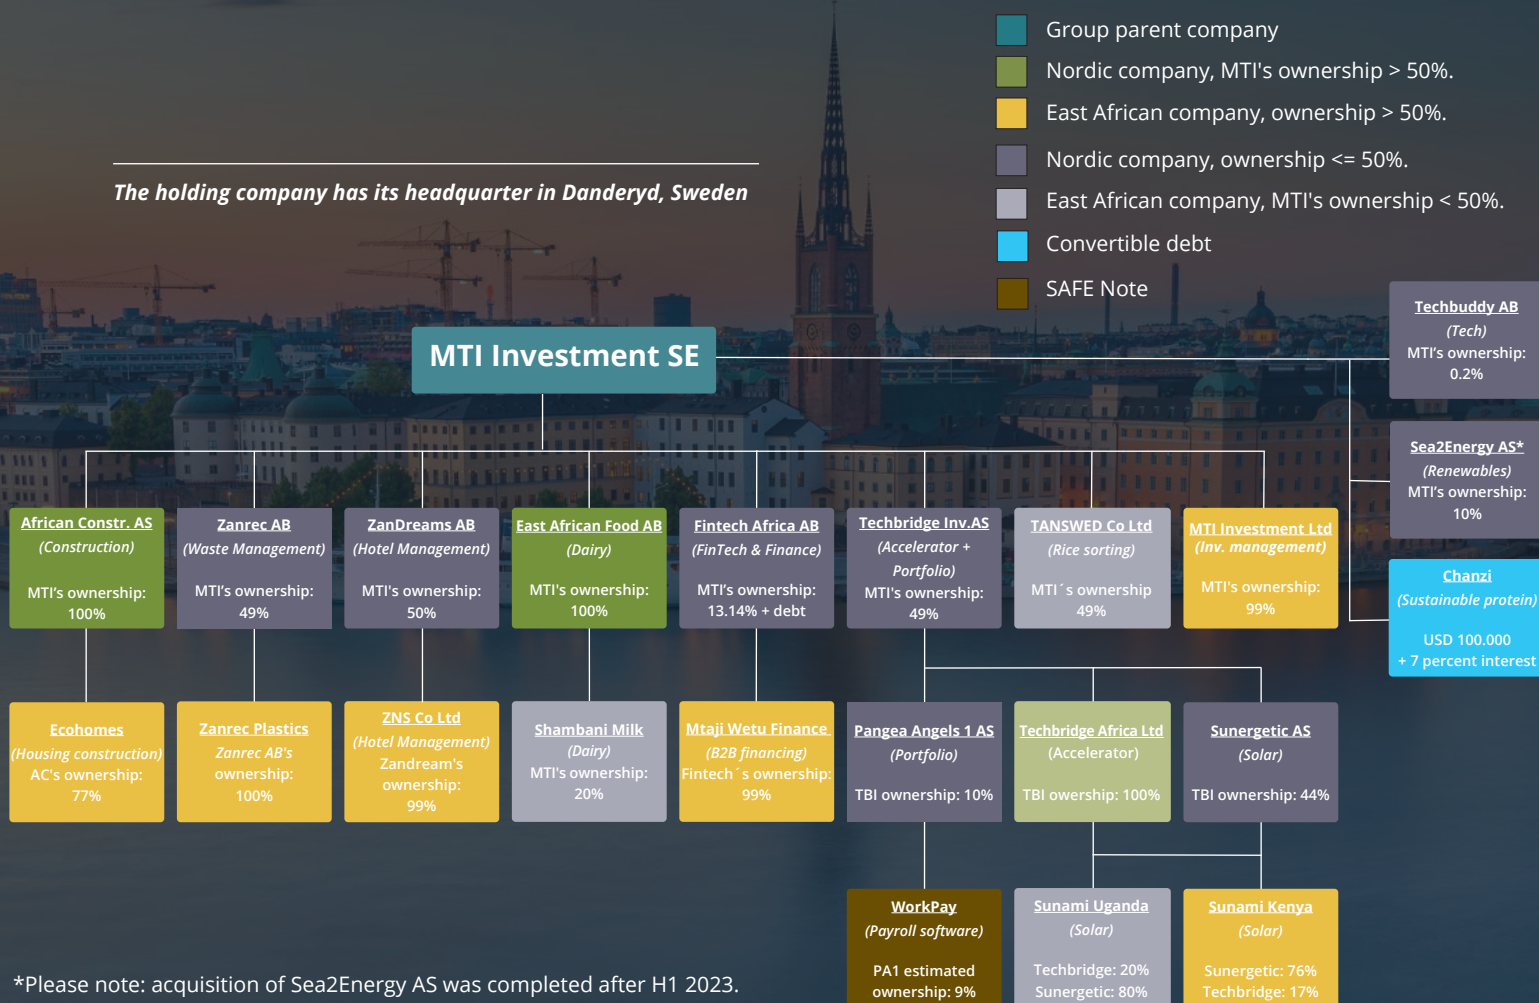 Group parent company
Nordic company, MTI's ownership > 50%.
East African company, ownership > 50%.
Nordic company, ownership <= 50%.
East African company, MTI's ownership < 50%.
Convertible debt
SAFE Note
The holding company has its headquarter in Danderyd, Sweden
MTI Investment SE
Techbuddy AB
(Tech)
MTI's ownership:
0.2%
Sea2Energy AS*
(Renewables)
MTI's ownership:
10%
Chanzi
(Sustainable protein)
USD 100.000
+ 7 percent interest
African Constr. AS
(Construction)
MTI's ownership:
100%
Zanrec AB
(Waste Management)
MTI's ownership:
49%
ZanDreams AB
(Hotel Management)
MTI's ownership:
50%
East African Food AB
(Dairy)
MTI's ownership:
100%
Fintech Africa AB
(FinTech & Finance)
MTI's ownership:
13.14% + debt
Techbridge Inv.AS
(Accelerator +
Portfolio)
MTI's ownership:
49%
TANSWED Co Ltd
(Rice sorting)
MTI´s ownership
49%
MTI Investment Ltd
(Inv. management)
MTI's ownership:
99%
Ecohomes
(Housing construction)
AC's ownership:
77%
Zanrec Plastics
Zanrec AB's
ownership:
100%
ZNS Co Ltd
(Hotel Management)
Zandream's
ownership:
99%
Shambani Milk
(Dairy)
MTI's ownership:
20%
Mtaji Wetu Finance
(B2B financing)
Fintech´s ownership:
99%
Pangea Angels 1 AS
(Portfolio)
TBI ownership: 10%
Techbridge Africa Ltd
(Accelerator)
TBI owership: 100%
Sunergetic AS
(Solar)
TBI ownership: 44%
WorkPay
(Payroll software)
PA1 estimated
ownership: 9%
Sunami Uganda
(Solar)
Techbridge: 20%
Sunergetic: 80%
Sunami Kenya
(Solar)
Sunergetic: 76%
Techbridge: 17%
*Please note: acquisition of Sea2Energy AS was completed after H1 2023.